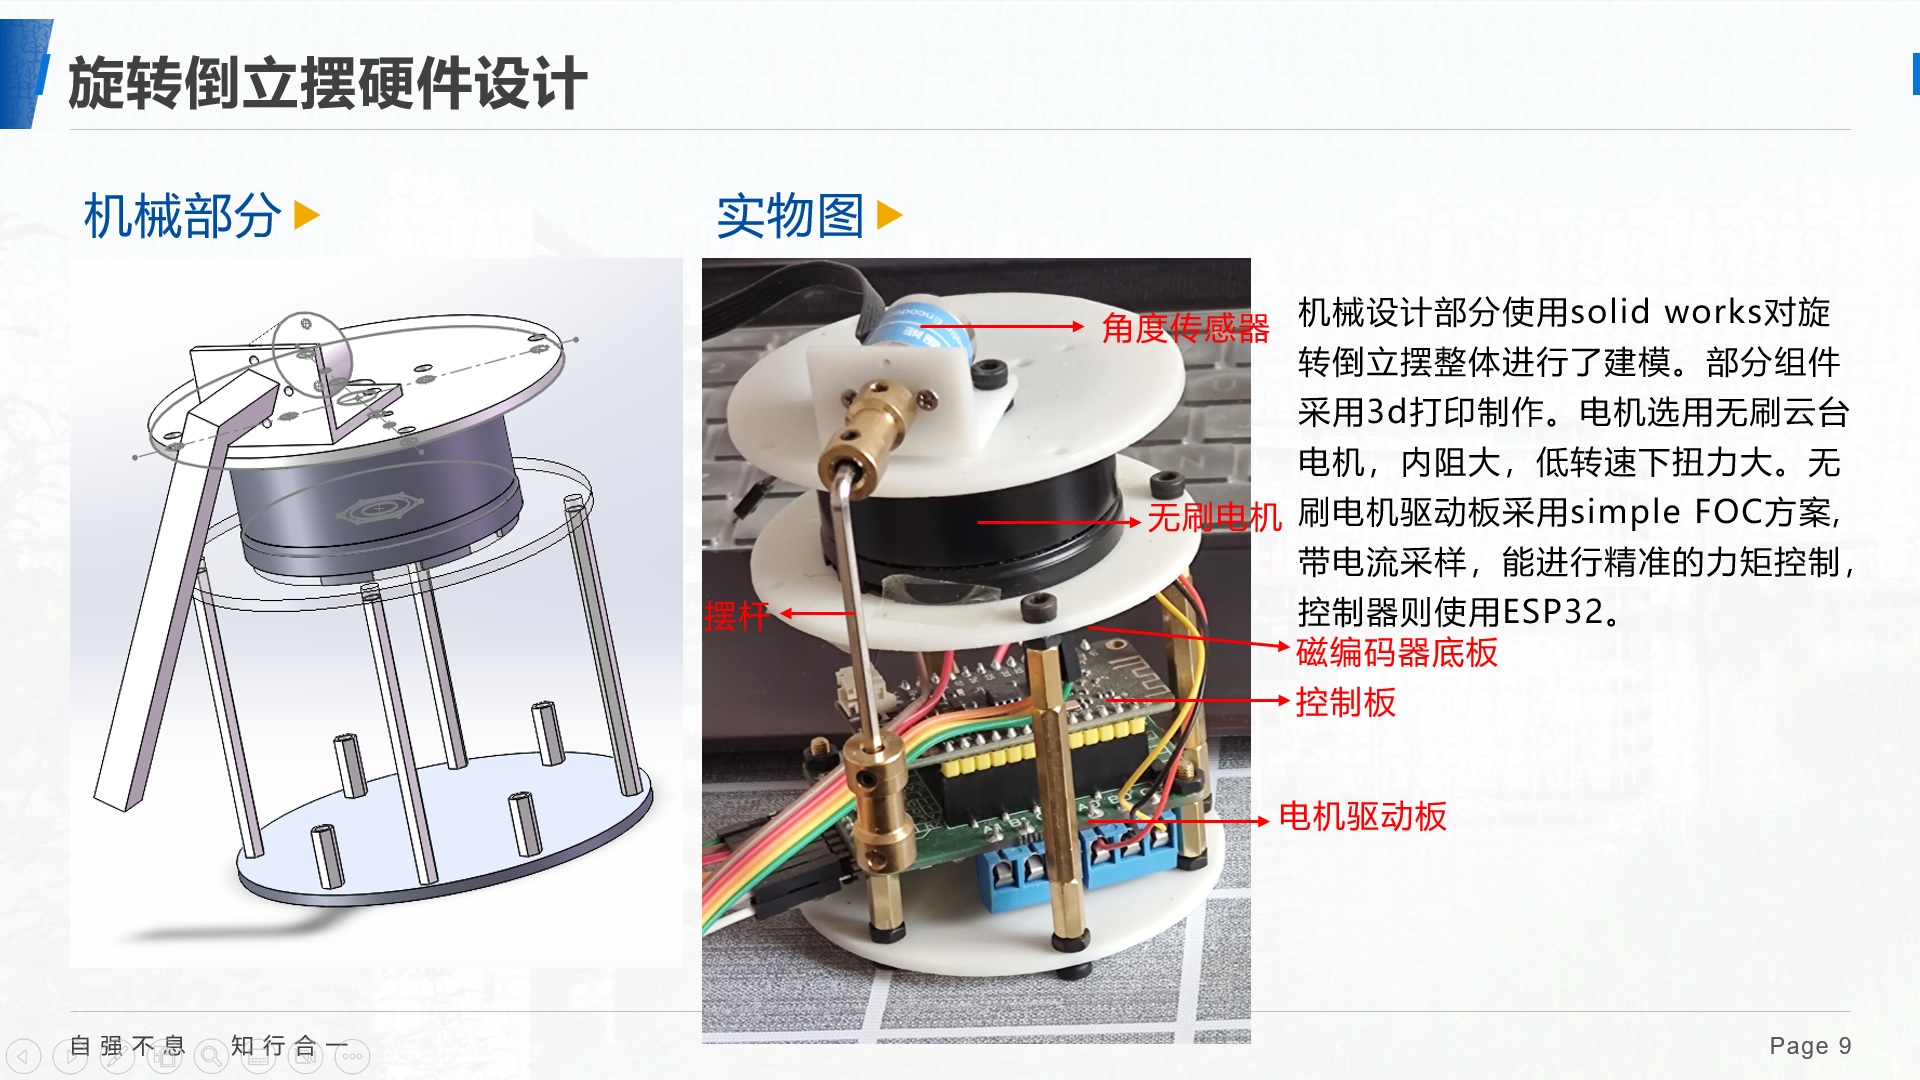 旋转倒立摆硬件设计
机械部分
实物图
角度传感器
无刷电机
摆杆
磁编码器底板
控制板
电机驱动板
机械设计部分使用solid works对旋
转倒立摆整体进行了建模。部分组件
采用3d打印制作。电机选用无刷云台
电机，内阻大，低转速下扭力大。无
刷电机驱动板采用simple FOC方案,
带电流采样，能进行精准的力矩控制，
控制器则使用ESP32。
Encoder
自强不息 知行合一
Page 9